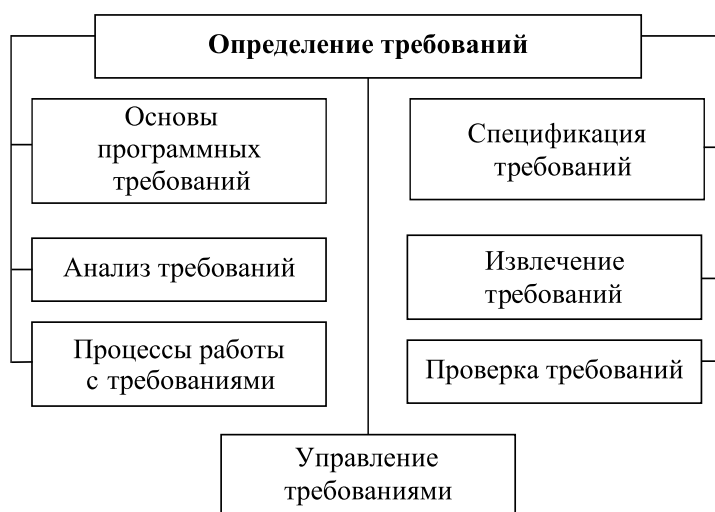 Определение требований
Основы
программных
требований
Анализ требований
Процессы работы
с требованиями
Спецификация
требований
Извлечение
требований
Проверка требований
Управление
требованиями